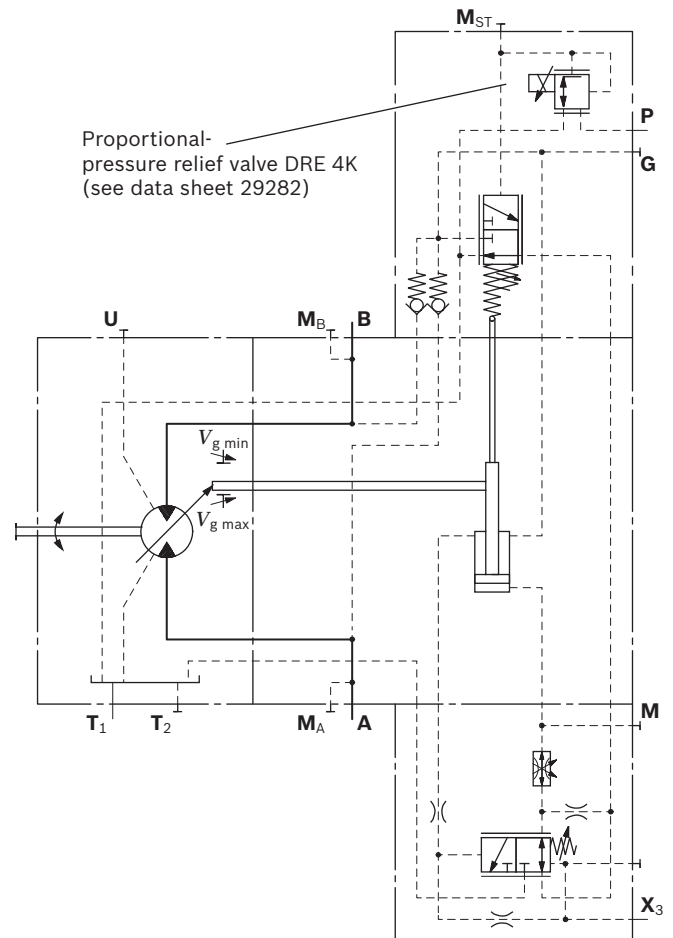 M_ST
P
Proportional-
pressure relief valve DRE 4K
(see data sheet 29282)
G
U
M_B B
V_g min
V_g max
T_1 T_2 M_A A
M
X_3